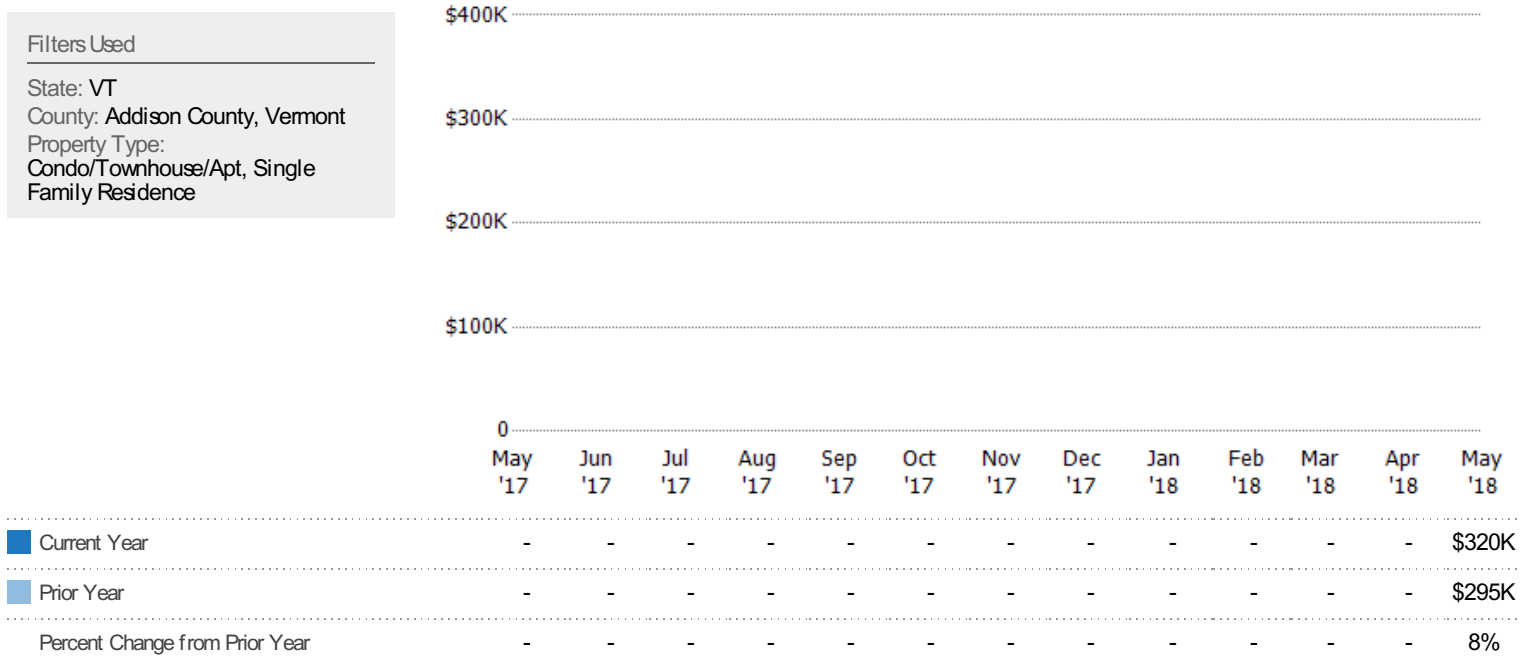 Filters Used
State: VT
County: Addison County, Vermont
Property Type:
Condo/Townhouse/Apt, Single
Family Residence
$400K
$300K
$200K
$100K
0
May Jun Jul Aug Sep Oct Nov Dec Jan Feb Mar Apr May
'17 '17 '17 '17 '17 '17 '17 '17 '18 '18 '18 '18 '18
Current Year - - - - - - - - - - - - $320K
Prior Year - - - - - - - - - - - - $295K
Percent Change from Prior Year - - - - - - - - - - - - 8%